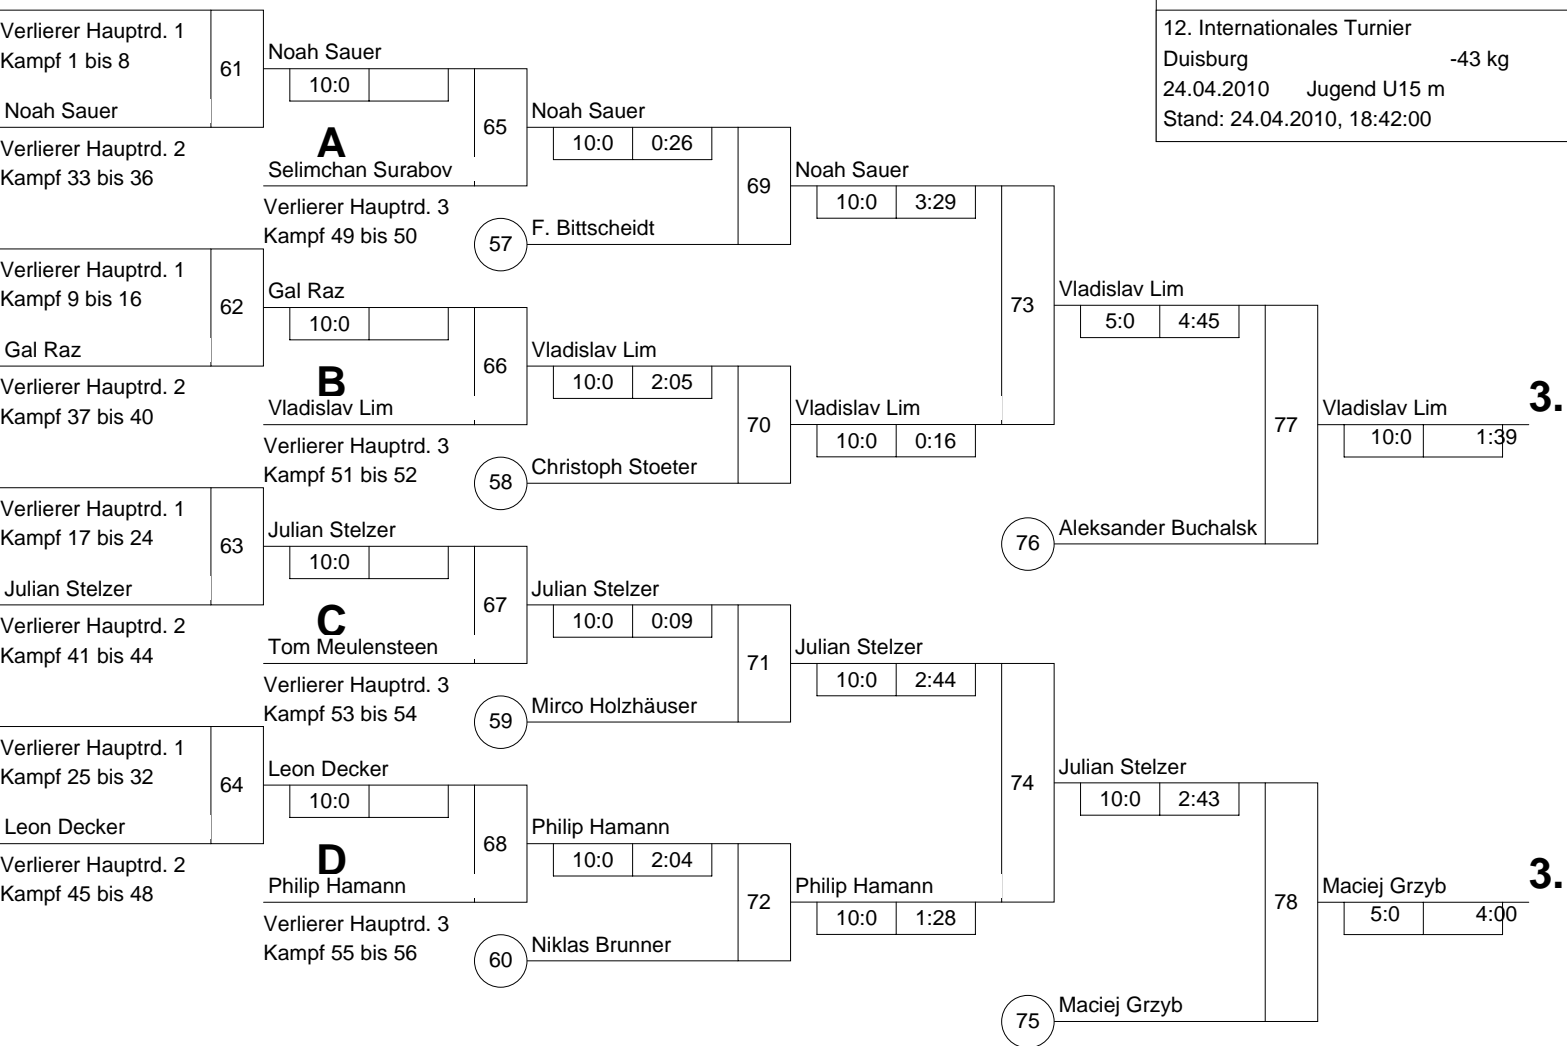 12. Internationales Turnier
Duisburg -43 kg
24.04.2010 Jugend U15 m
Stand: 24.04.2010, 18:42:00
Verlierer Hauptrd. 1
Kampf 1 bis 8
61
Noah Sauer
Verlierer Hauptrd. 2
Kampf 33 bis 36
Verlierer Hauptrd. 1
Kampf 9 bis 16
62
Gal Raz
Verlierer Hauptrd. 2
Kampf 37 bis 40
Verlierer Hauptrd. 1
Kampf 17 bis 24
63
Julian Stelzer
Verlierer Hauptrd. 2
Kampf 41 bis 44
Verlierer Hauptrd. 1
Kampf 25 bis 32
64
Leon Decker
Verlierer Hauptrd. 2
Kampf 45 bis 48
Noah Sauer
10:0
A
65
Selimchan Surabov
Verlierer Hauptrd. 3
Kampf 49 bis 50
Gal Raz
10:0
B
66
Vladislav Lim
Verlierer Hauptrd. 3
Kampf 51 bis 52
Julian Stelzer
10:0
C
67
Tom Meulensteen
Verlierer Hauptrd. 3
Kampf 53 bis 54
Leon Decker
10:0
D
68
Philip Hamann
Verlierer Hauptrd. 3
Kampf 55 bis 56
Noah Sauer
10:0 0:26
69
57 F. Bittscheidt
Vladislav Lim
10:0 2:05
70
58 Christoph Stoeter
Julian Stelzer
10:0 0:09
71
59 Mirco Holzhäuser
Philip Hamann
10:0 2:04
72
60 Niklas Brunner
Noah Sauer
10:0 3:29
73
Vladislav Lim
10:0 0:16
Julian Stelzer
10:0 2:44
74
Philip Hamann
10:0 1:28
Vladislav Lim
5:0 4:45
77
76 Aleksander Buchalsk
Julian Stelzer
10:0 2:43
78
75 Maciej Grzyb
Vladislav Lim 3.
10:0 1:39
Maciej Grzyb 3.
5:0 4:00